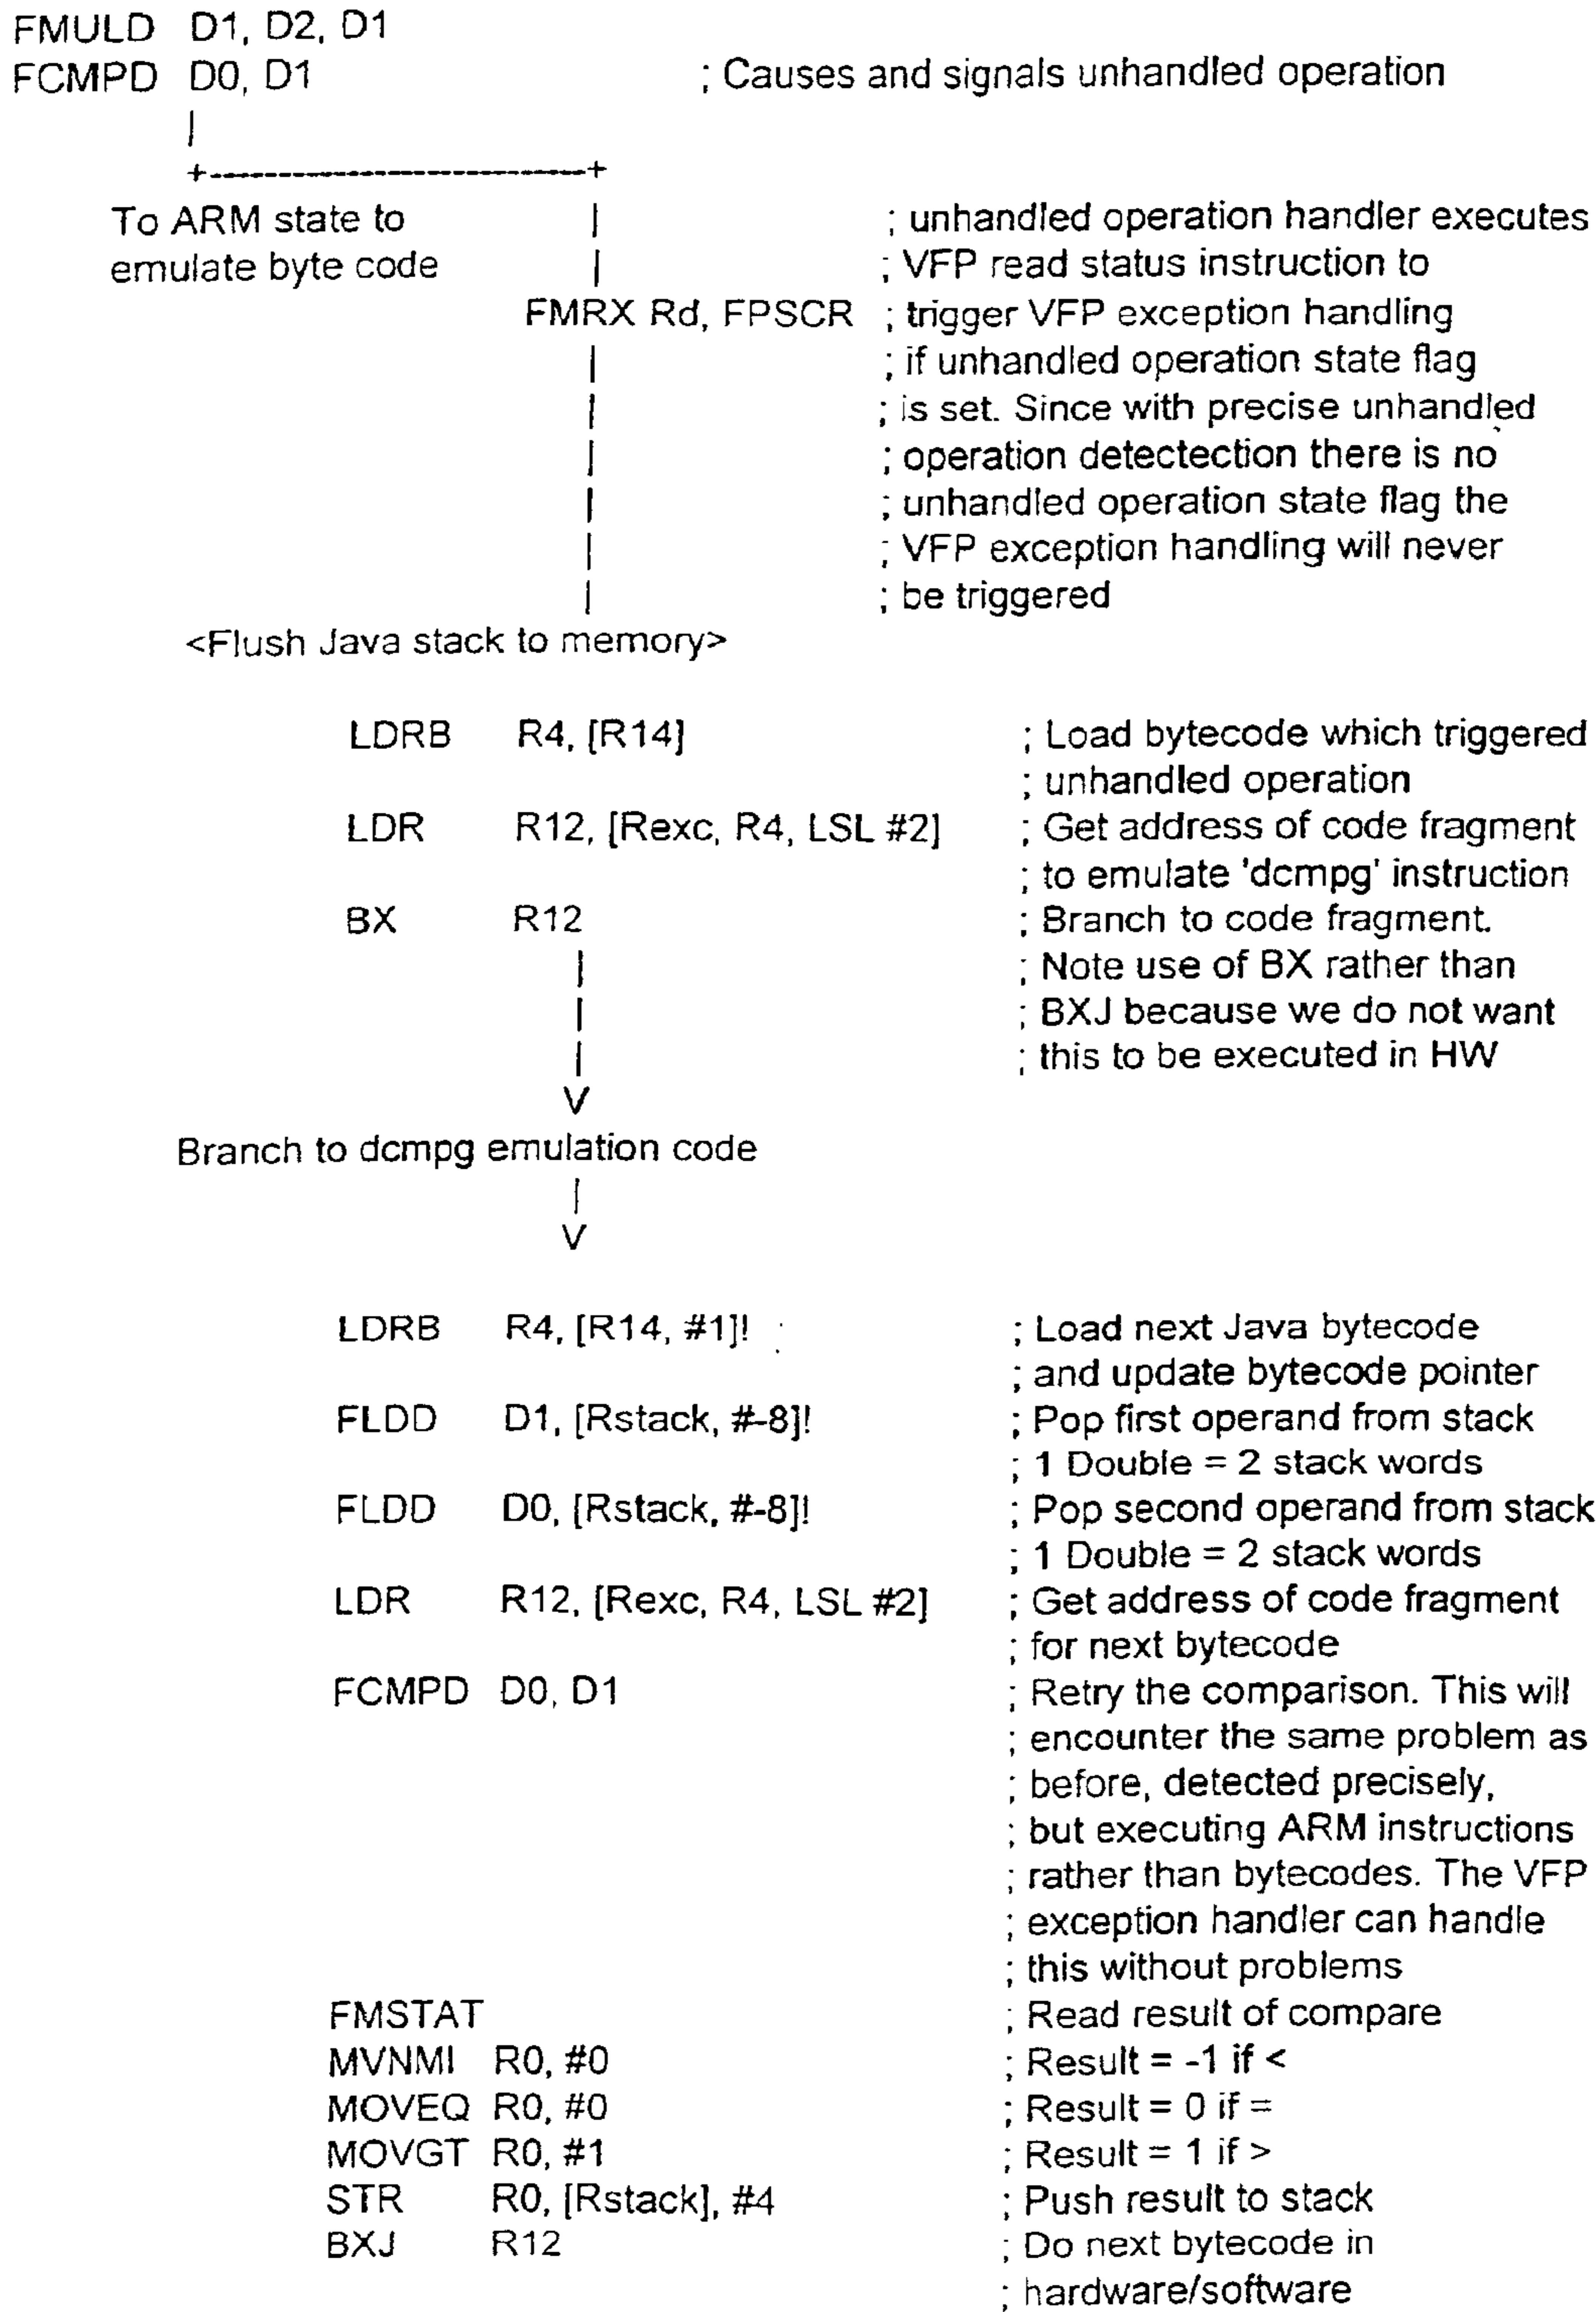 FMULD D1, D2, D1
FCMPD D0, D1 ; Causes and signals unhandled operation
|
+-------------------------+
To ARM state to | ; unhandled operation handler executes
emulate byte code | ; VFP read status instruction to
FMRX Rd, FPSCR ; trigger VFP exception handling
| ; if unhandled operation state flag
| ; is set. Since with precise unhandled
| ; operation detectection there is no
| ; unhandled operation state flag the
| ; VFP exception handling will never
| ; be triggered
<Flush Java stack to memory>
LDRB R4, [R14] ; Load bytecode which triggered
; unhandled operation
LDR R12, [Rexc, R4, LSL #2] ; Get address of code fragment
; to emulate 'dcmpg' instruction
BX R12 ; Branch to code fragment.
| ; Note use of BX rather than
| ; BXJ because we do not want
| ; this to be executed in HW
V
Branch to dcmpg emulation code
|
V
LDRB R4, [R14, #1]! ; Load next Java bytecode
; and update bytecode pointer
FLDD D1, [Rstack, #-8]! ; Pop first operand from stack
; 1 Double = 2 stack words
FLDD D0, [Rstack, #-8]! ; Pop second operand from stack
; 1 Double = 2 stack words
LDR R12, [Rexc, R4, LSL #2] ; Get address of code fragment
; for next bytecode
FCMPD D0, D1 ; Retry the comparison. This will
; encounter the same problem as
; before, detected precisely,
; but executing ARM instructions
; rather than bytecodes. The VFP
; exception handler can handle
; this without problems
FMSTAT ; Read result of compare
MVNMI R0, #0 ; Result = -1 if <
MOVEQ R0, #0 ; Result = 0 if =
MOVGT R0, #1 ; Result = 1 if >
STR R0, [Rstack], #4 ; Push result to stack
BXJ R12 ; Do next bytecode in
; hardware/software